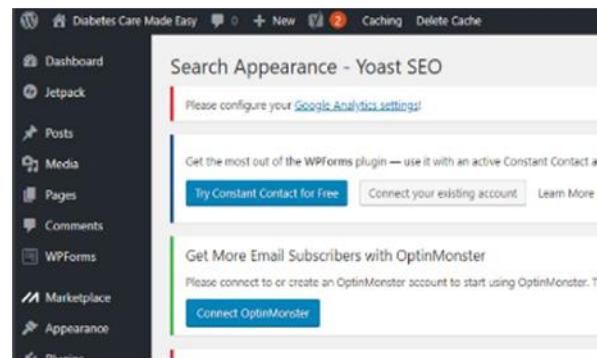 Diabetes Care Made Easy 0 + New 2 Caching Delete Cache
Dashboard
Jetpack
Posts
Media
Pages
Comments
WPForms
Marketplace
Appearance
Plugins
Search Appearance - Yoast SEO
Please configure your Google Analytics settings!
Get the most out of the WPForms plugin — use it with an active Constant Contact a
Try Constant Contact for Free Connect your existing account Learn More
Get More Email Subscribers with OptinMonster
Please connect to or create an OptinMonster account to start using OptinMonster. T
Connect OptinMonster